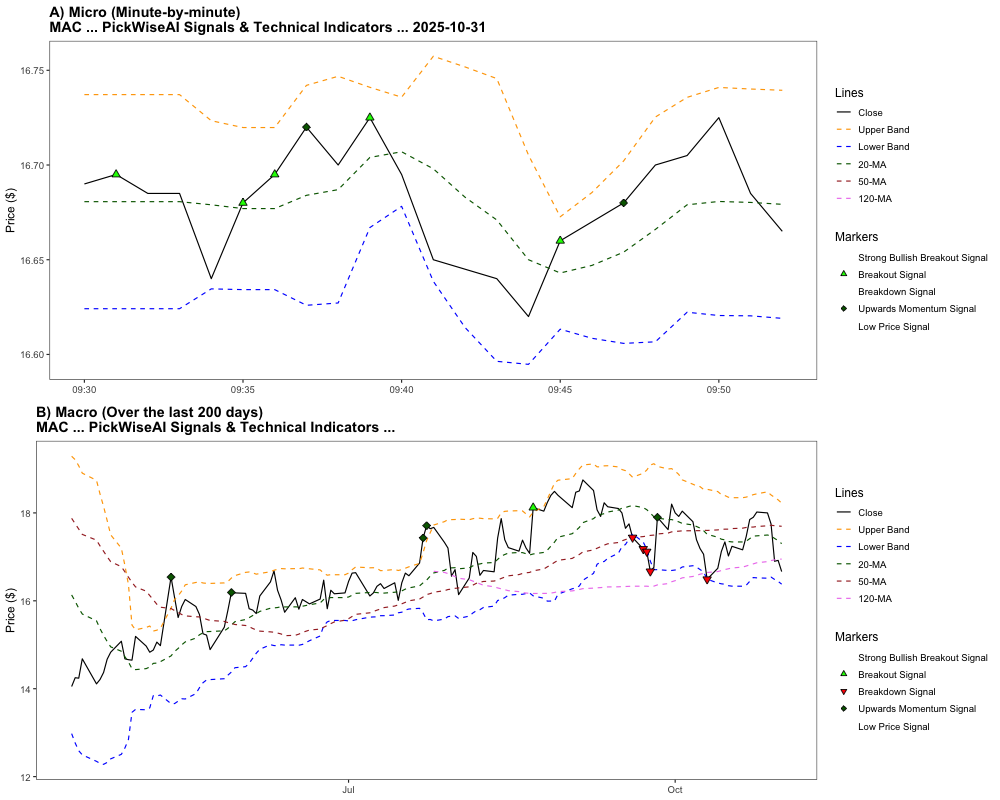 A) Micro (Minute-by-minute)
MAC ... PickWiseAI Signals & Technical Indicators ... 2025-10-31
Price ($)
16.75
16.70
16.65
16.60
09:30
09:35
09:40
09:45
09:50
Lines
Close
Upper Band
Lower Band
20-MA
50-MA
120-MA
Markers
Strong Bullish Breakout Signal
Breakout Signal
Breakdown Signal
Upwards Momentum Signal
Low Price Signal
B) Macro (Over the last 200 days)
MAC ... PickWiseAI Signals & Technical Indicators ...
Price ($)
18
16
14
12
Jul
Oct
Lines
Close
Upper Band
Lower Band
20-MA
50-MA
120-MA
Markers
Strong Bullish Breakout Signal
Breakout Signal
Breakdown Signal
Upwards Momentum Signal
Low Price Signal